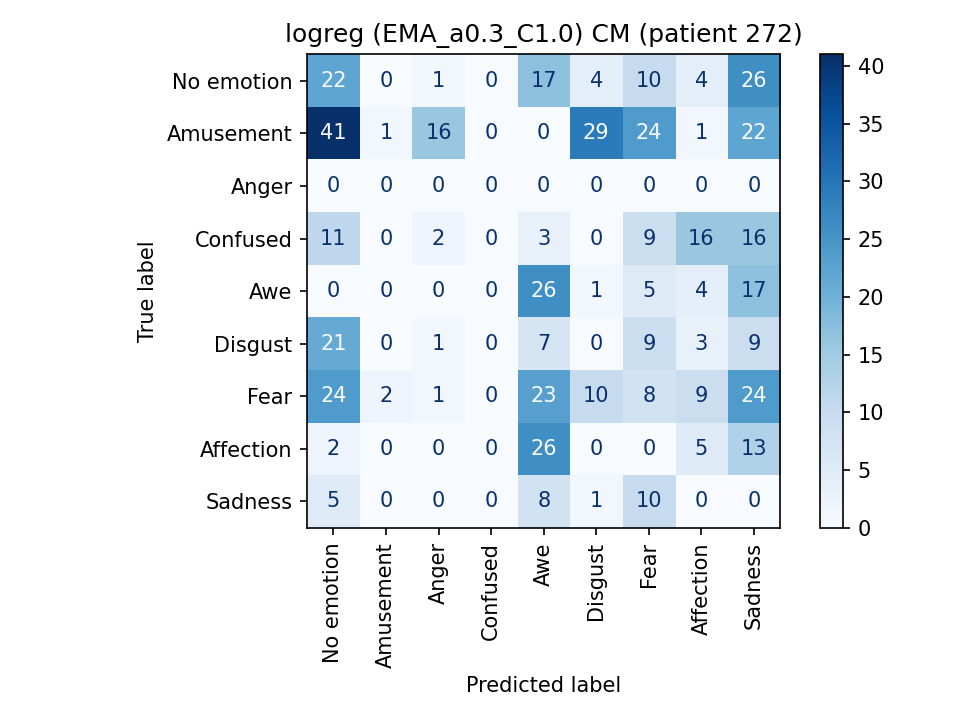 logreg (EMA_a0.3_C1.0) CM (patient 272)
No emotion 22 0 1 0 17 4 10 4 26
Amusement 41 1 16 0 0 29 24 1 22
Anger 0 0 0 0 0 0 0 0 0
Confused 11 0 2 0 3 0 9 16 16
Awe 0 0 0 0 26 1 5 4 17
Disgust 21 0 1 0 7 0 9 3 9
Fear 24 2 1 0 23 10 8 9 24
Affection 2 0 0 0 26 0 0 5 13
Sadness 5 0 0 0 8 1 10 0 0
True label
No emotion
Amusement
Anger
Confused
Awe
Disgust
Fear
Affection
Sadness
Predicted label
40
35
30
25
20
15
10
5
0